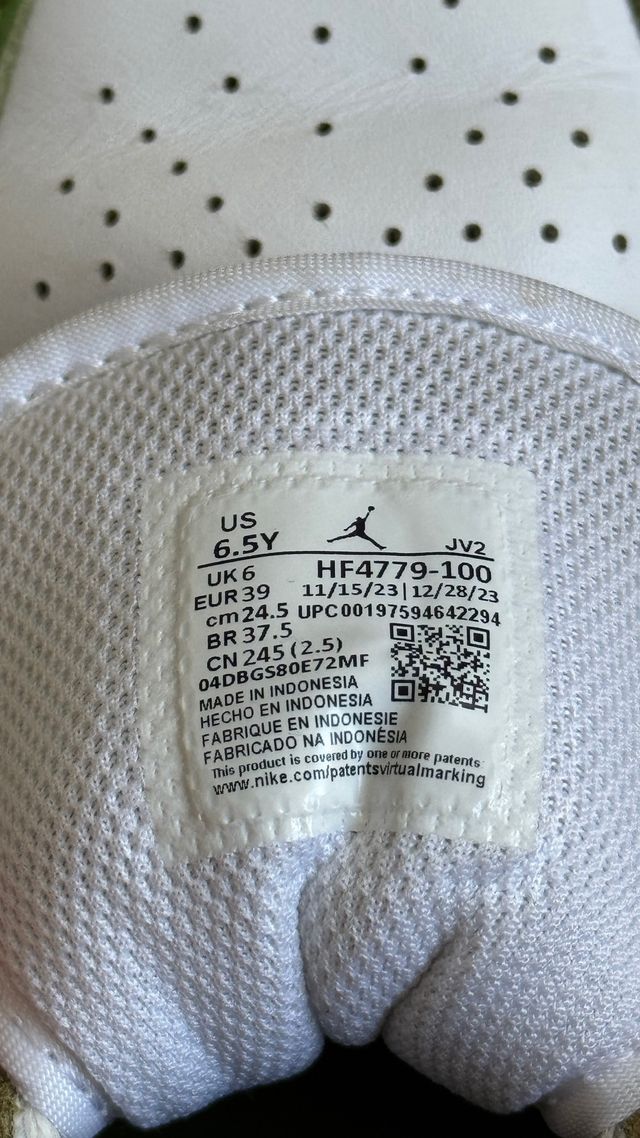 US
6.5Y
JV2
UK 6
HF4779-100
EUR 39
11/15/23 | 12/28/23
cm 24.5
UPC 00197594642294
BR 37.5
CN 245 (2.5)
04DBGS80E72MF
MADE IN INDONESIA
HECHO EN INDONESIA
FABRIQUE EN INDONESIE
FABRICADO NA INDONÉSIA
This product is covered by one or more patents
www.nike.com/patentsvirtualmarking